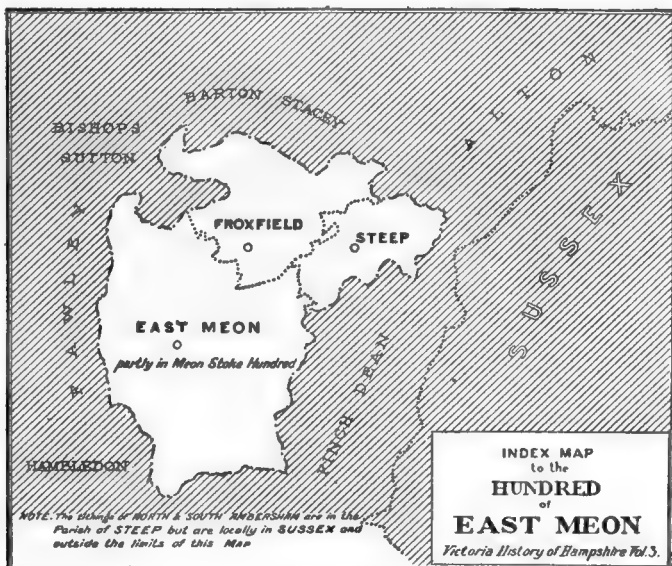 BARTON STACEY
ALTON
BISHOPS
SUTTON
SUSSEX
FROXFIELD
STEEP
FAWLEY
EAST MEON
partly in Meon Stoke Hundred
FINCH DEAN
HAMBLEDON
NOTE. The tithings of NORTH & SOUTH AMBERSHAM are in the
Parish of STEEP but are locally in SUSSEX and
outside the limits of this Map
INDEX MAP
to the
HUNDRED
of
EAST MEON
Victoria History of Hampshire Vol. 3.